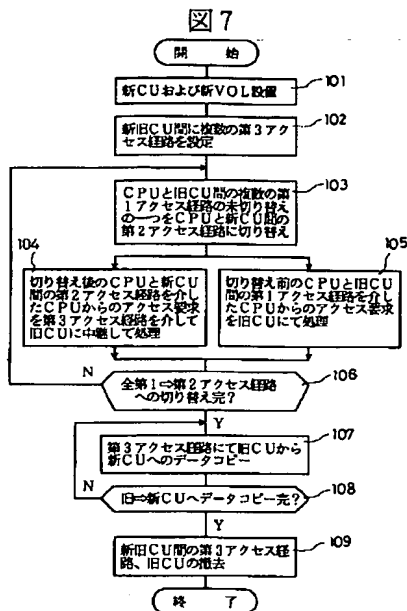 図7
開始
新CUおよび新VOL設置
101
新旧CU間に複数の第3アク
セス経路を設定
102
CPUと旧CU間の複数の第
1アクセス経路の未切り替え
の一つをCPUと新CU間の
第2アクセス経路に切り替え
103
104
切り替え後のCPUと新CU
間の第2アクセス経路を介し
たCPUからのアクセス要求
を第3アクセス経路を介して
旧CUに中継して処理
105
切り替え前のCPUと旧CU
間の第1アクセス経路を介し
たCPUからのアクセス要求
を旧CUにて処理
N
全第1⇒第2アクセス経路
への切り替え完?
106
Y
107
第3アクセス経路にて旧CUから
新CUへのデータコピー
N
旧⇒新CUへデータコピー完?
108
Y
109
新旧CU間の第3アクセス経
路、旧CUの撤去
終了